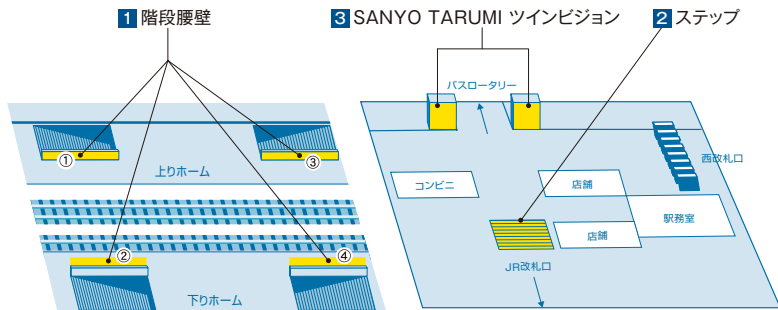 1 階段腰壁
3 SANYO TARUMI ツインビジョン
2 ステップ
バスロータリー
①
③
上りホーム
西改札口
コンビニ
店舗
駅務室
店舗
②
④
JR改札口
下りホーム